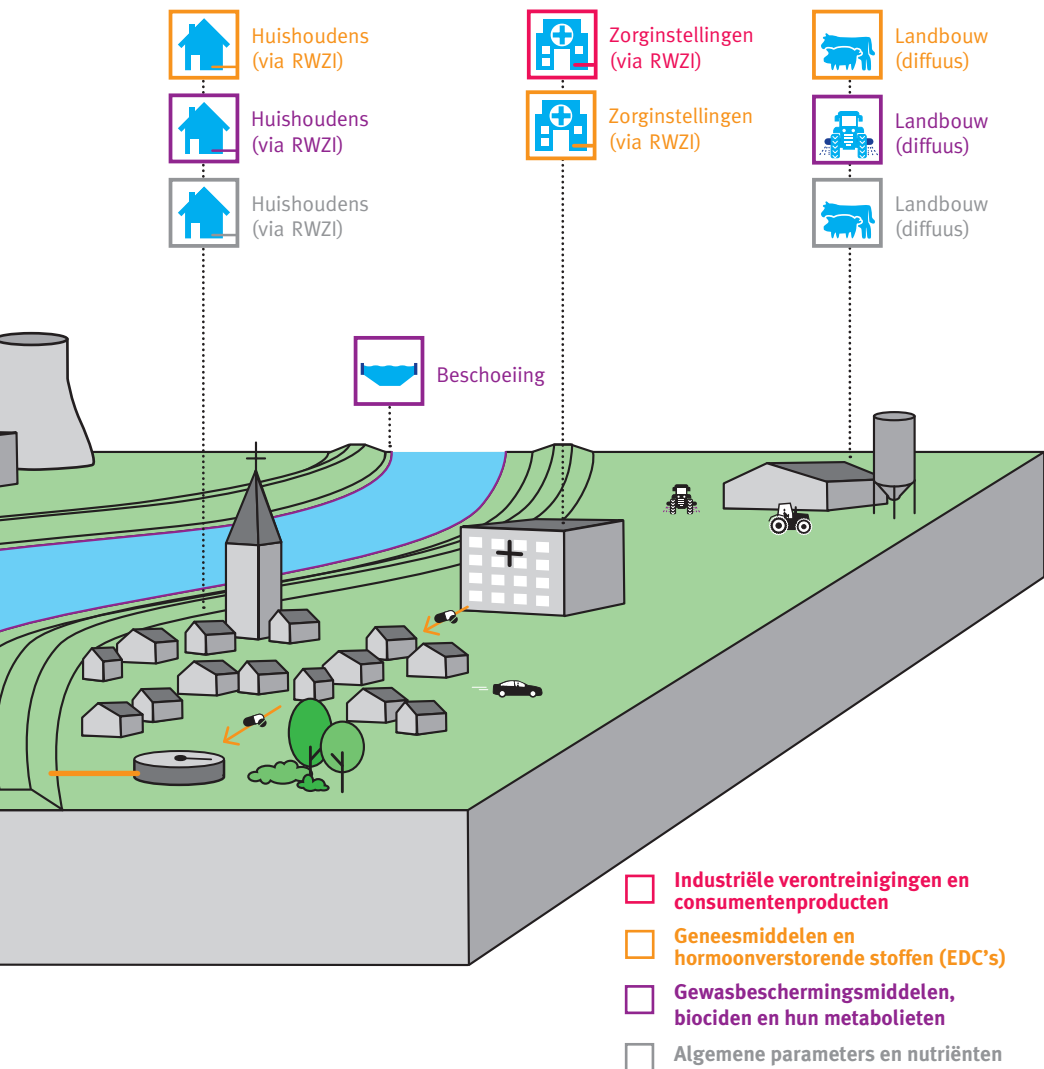 Huishoudens
(via RWZI)
Zorginstellingen
(via RWZI)
Landbouw
(diffuus)
Huishoudens
(via RWZI)
Zorginstellingen
(via RWZI)
Landbouw
(diffuus)
Huishoudens
(via RWZI)
Landbouw
(diffuus)
Beschoeiing
Industriële verontreinigingen en
consumentenproducten
Geneesmiddelen en
hormoonverstorende stoffen (EDC's)
Gewasbeschermingsmiddelen,
biociden en hun metabolieten
Algemene parameters en nutriënten